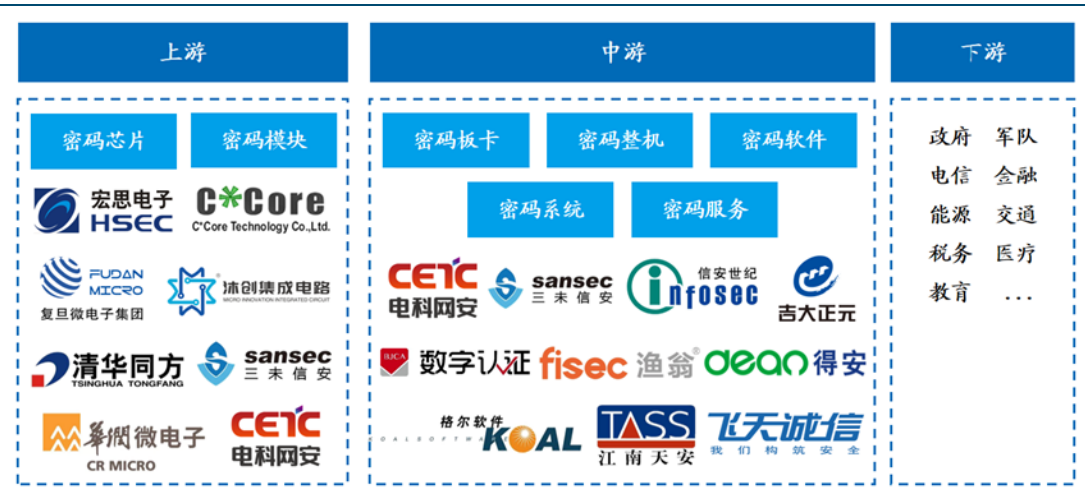 上游
密码芯片 密码模块
宏思电子 HSEC
C*Core
C*Core Technology Co.,Ltd.
FUDAN MICRO
复旦微电子集团
沐创集成电路
MICRO INNOVATION INTEGRATED CIRCUIT
清华同方
TSINGHUA TONGFANG
sansec
三未信安
华润微电子
CR MICRO
CETC
电科网安
中游
密码板卡 密码整机 密码软件
密码系统 密码服务
CETC
电科网安
sansec
三未信安
信安世纪
infosec
吉大正元
BJCA 数字认证
fisec 渔翁®
dean 得安
格尔软件
KOALSOFTWARE
KOAL
TASS
江南天安
飞天诚信
我们构筑安全
下游
政府 军队
电信 金融
能源 交通
税务 医疗
教育 ...